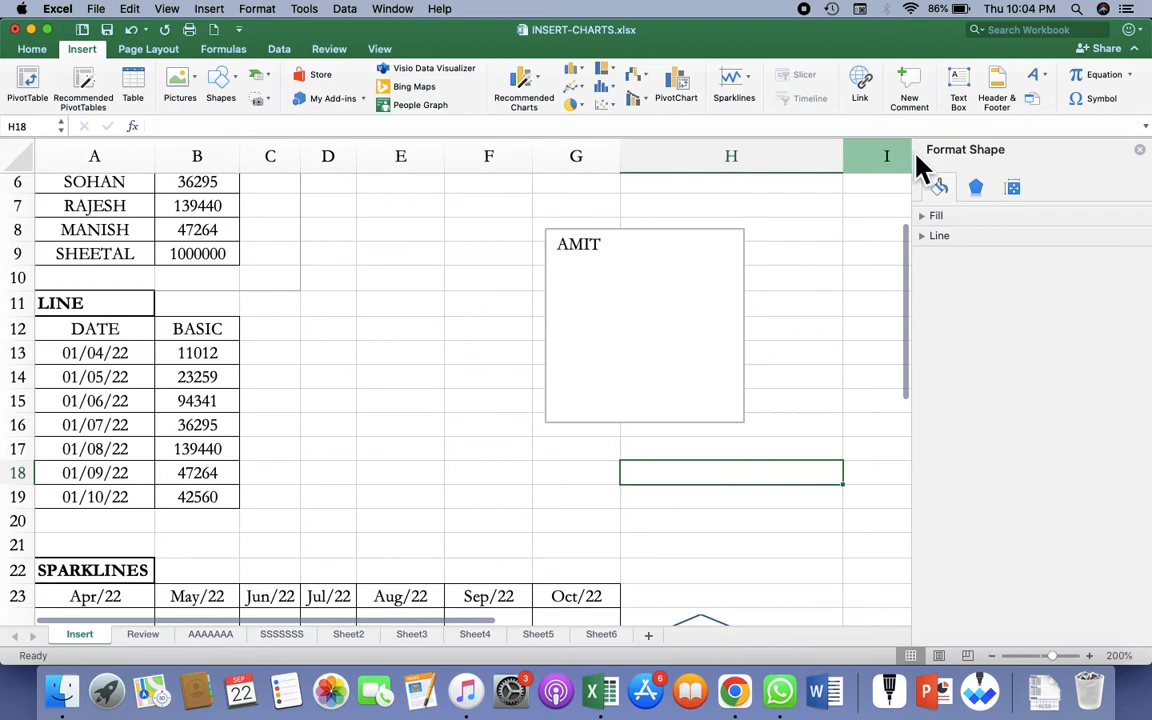 Excel File Edit View Insert Format Tools Data Window Help 86% Thu 10:04 PM
INSERT-CHARTS.xlsx Search Workbook
Home Insert Page Layout Formulas Data Review View Share
PivotTable Recommended PivotTables Table Pictures Shapes Store My Add-ins Visio Data Visualizer Bing Maps People Graph Recommended Charts PivotChart Sparklines Slicer Timeline Link New Comment Text Box Header & Footer A Equation Symbol
H18 fx
A B C D E F G H I
Format Shape
Fill
Line
6 SOHAN 36295
7 RAJESH 139440
8 MANISH 47264
AMIT
9 SHEETAL 1000000
10
11 LINE
12 DATE BASIC
13 01/04/22 11012
14 01/05/22 23259
15 01/06/22 94341
16 01/07/22 36295
17 01/08/22 139440
18 01/09/22 47264
19 01/10/22 42560
20
21
22 SPARKLINES
23 Apr/22 May/22 Jun/22 Jul/22 Aug/22 Sep/22 Oct/22
Insert Review AAAAAAA SSSSSSS Sheet2 Sheet3 Sheet4 Sheet5 Sheet6
Ready 200%
SEP 22 3 6 W P XLSX